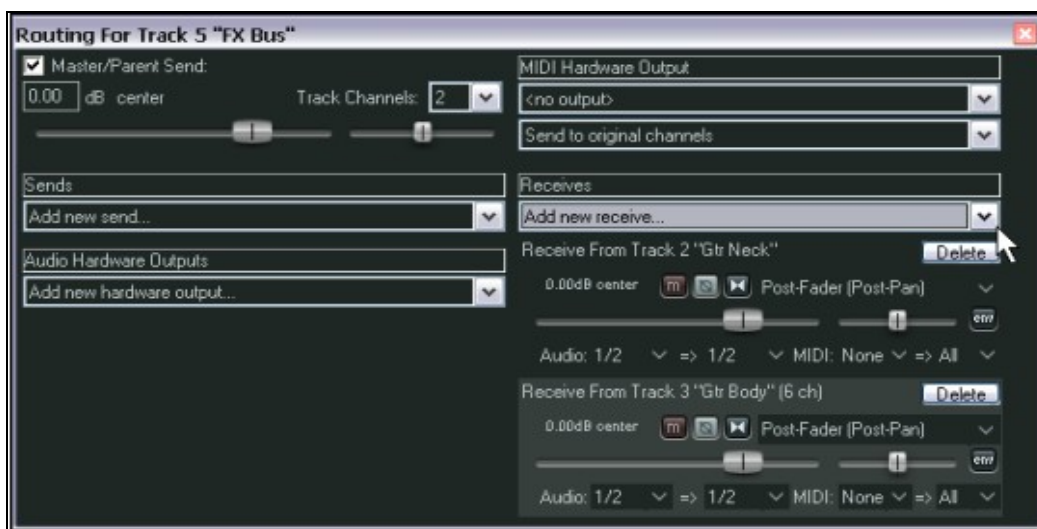 Routing For Track 5 "FX Bus"
Master/Parent Send:
0.00 dB center Track Channels: 2
MIDI Hardware Output
<no output>
Send to original channels
Sends
Add new send...
Audio Hardware Outputs
Add new hardware output...
Receives
Add new receive...
Receive From Track 2 "Gtr Neck" Delete
0.00dB center m Post-Fader (Post-Pan)
env
Audio: 1/2 => 1/2 MIDI: None => All
Receive From Track 3 "Gtr Body" (6 ch) Delete
0.00dB center m Post-Fader (Post-Pan)
env
Audio: 1/2 => 1/2 MIDI: None => All